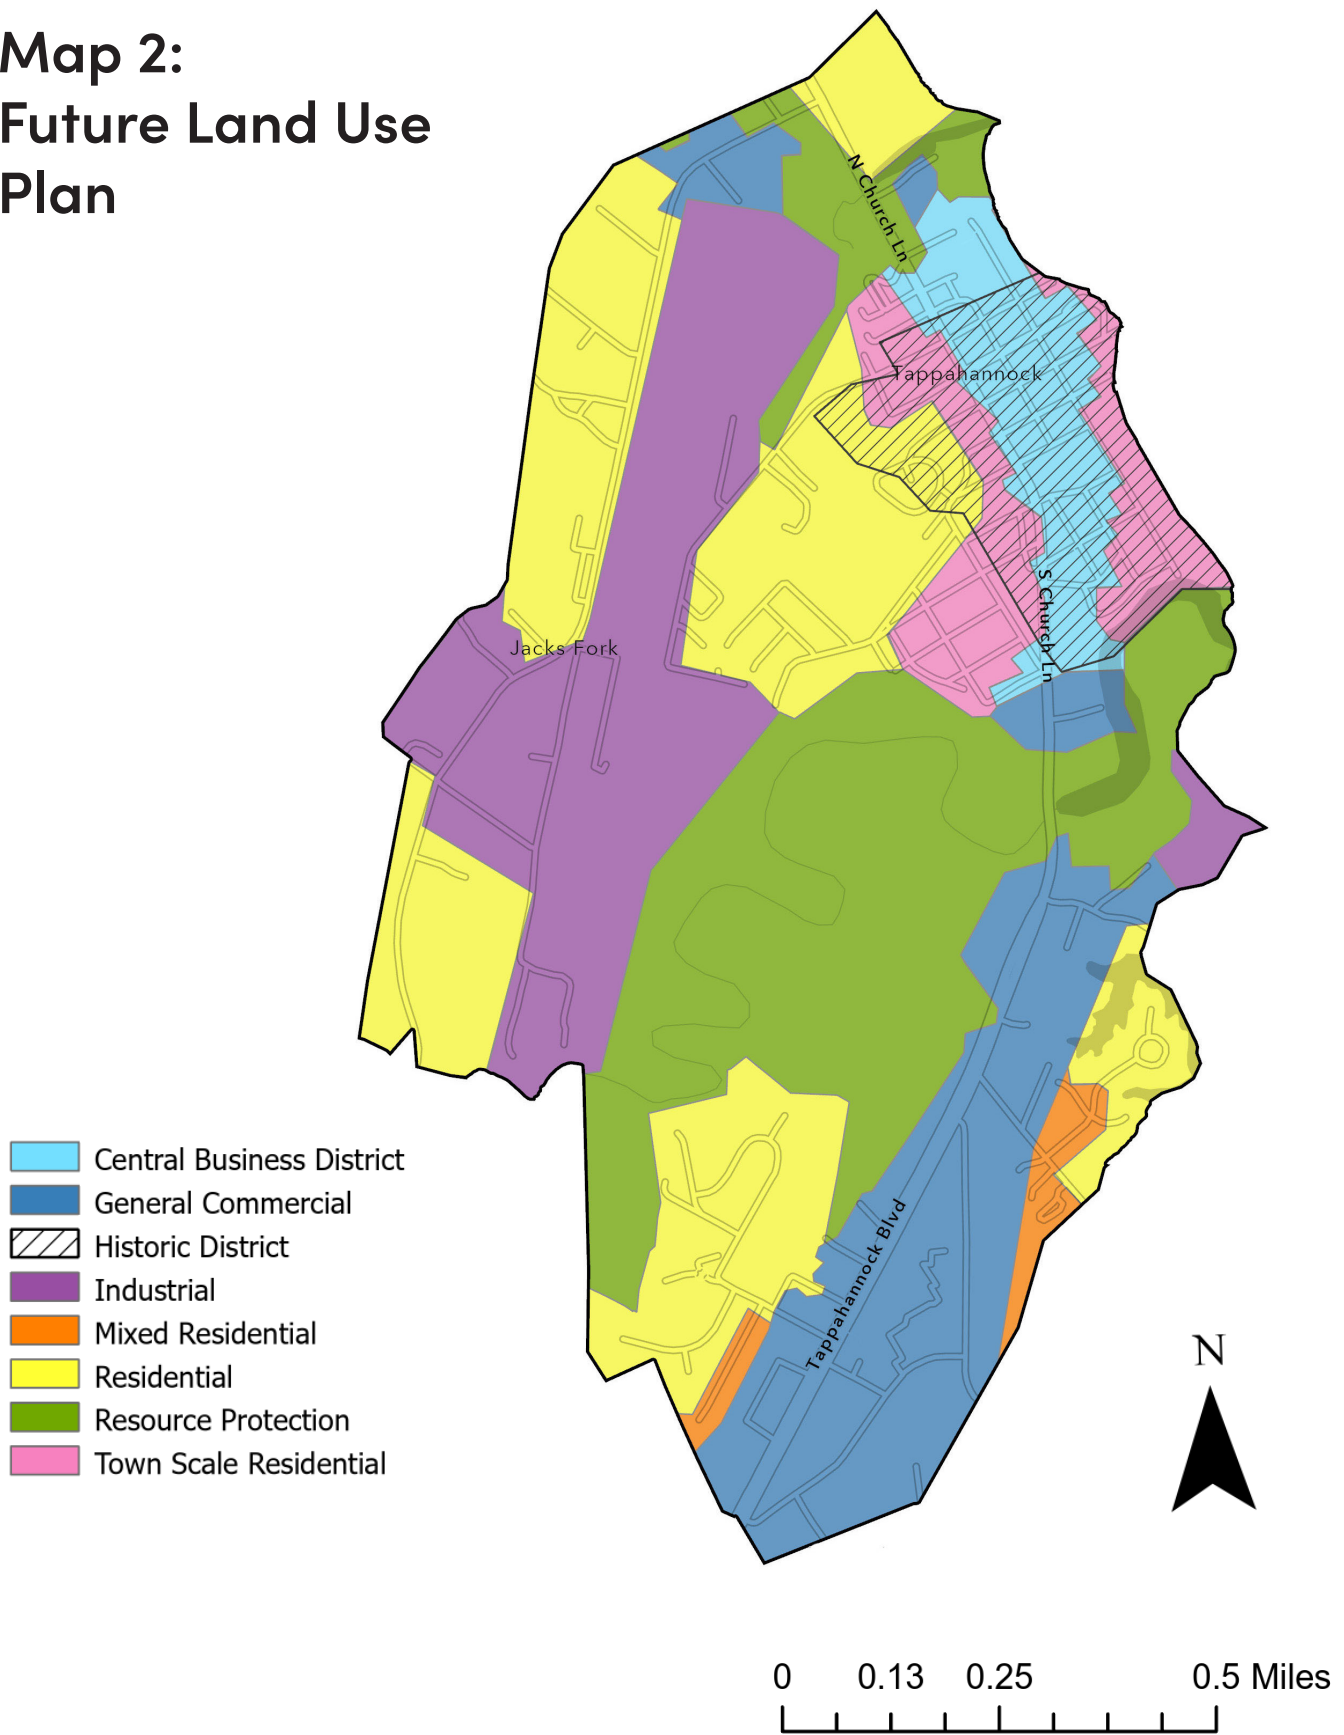 Map 2:
Future Land Use
Plan
N Church Ln
Tappahannock
S Church Ln
Jacks Fork
Tappahannock Blvd
Central Business District
General Commercial
Historic District
Industrial
Mixed Residential
Residential
Resource Protection
Town Scale Residential
N
0 0.13 0.25 0.5 Miles